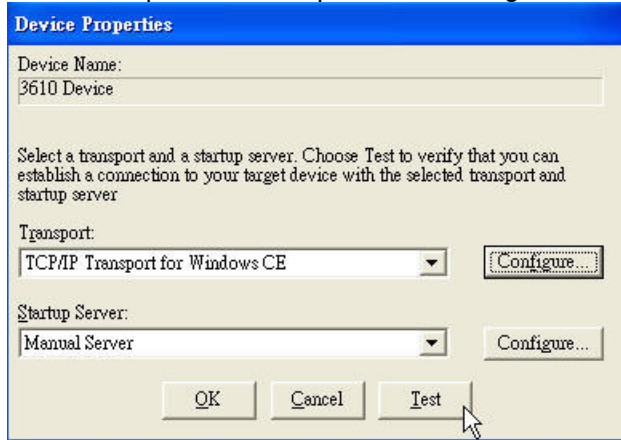 Device Properties
Device Name:
3610 Device
Select a transport and a startup server. Choose Test to verify that you can
establish a connection to your target device with the selected transport and
startup server
Transport:
TCP/IP Transport for Windows CE
Configure...
Startup Server:
Manual Server
Configure...
OK Cancel Test